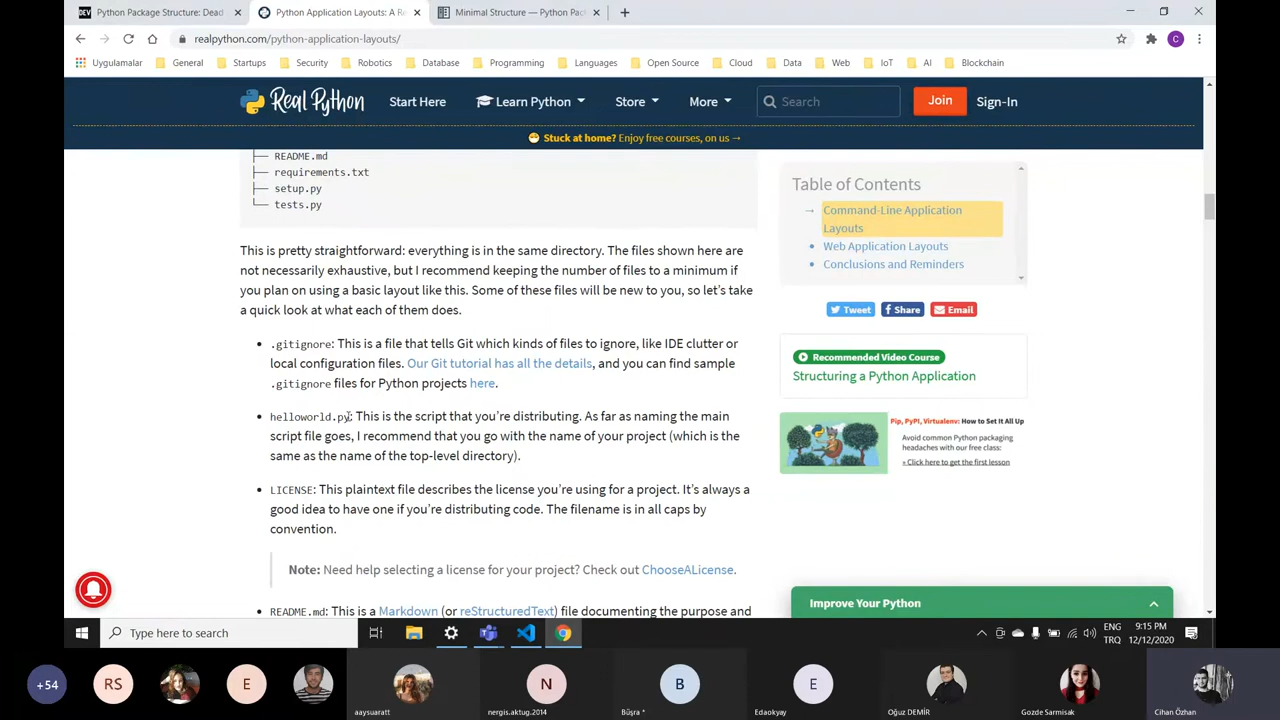 Python Package Structure: Dead
Python Application Layouts: A Re
Minimal Structure — Python Pac
realpython.com/python-application-layouts/
C
Uygulamalar General Startups Security Robotics Database Programming Languages Open Source Cloud Data Web IoT AI Blockchain
Real Python Start Here Learn Python Store More Search Join Sign-In
Stuck at home? Enjoy free courses, on us →
├── README.md
├── requirements.txt
├── setup.py
└── tests.py
This is pretty straightforward: everything is in the same directory. The files shown here are
not necessarily exhaustive, but I recommend keeping the number of files to a minimum if
you plan on using a basic layout like this. Some of these files will be new to you, so let's take
a quick look at what each of them does.
• .gitignore: This is a file that tells Git which kinds of files to ignore, like IDE clutter or
local configuration files. Our Git tutorial has all the details, and you can find sample
.gitignore files for Python projects here.
• helloworld.py: This is the script that you're distributing. As far as naming the main
script file goes, I recommend that you go with the name of your project (which is the
same as the name of the top-level directory).
• LICENSE: This plaintext file describes the license you're using for a project. It's always a
good idea to have one if you're distributing code. The filename is in all caps by
convention.
Note: Need help selecting a license for your project? Check out ChooseALicense.
• README.md: This is a Markdown (or reStructuredText) file documenting the purpose and
Table of Contents
→ Command-Line Application
Layouts
• Web Application Layouts
• Conclusions and Reminders
Tweet Share Email
Recommended Video Course
Structuring a Python Application
Pip, PyPI, Virtualenv: How to Set It All Up
Avoid common Python packaging
headaches with our free class:
» Click here to get the first lesson
Improve Your Python
Type here to search
ENG
TRQ
9:15 PM
12/12/2020
+54 RS E N B E
aaysuaratt nergis.aktug.2014 Büşra * Edaokyay Oğuz DEMİR Gozde Sarmisak Cihan Özhan
DEV